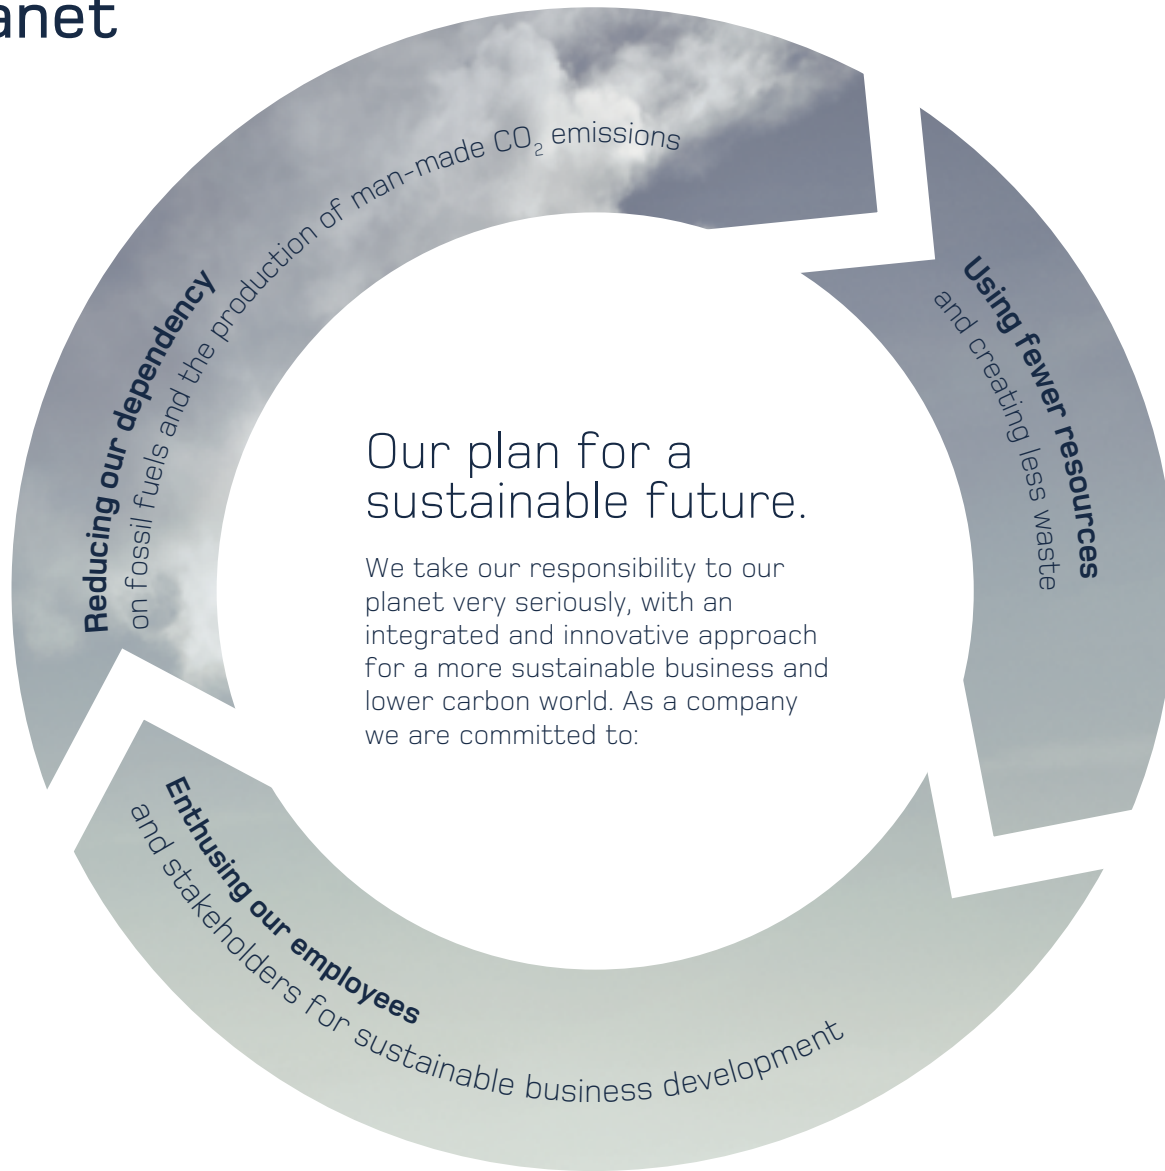 Our plan for a
sustainable future.
We take our responsibility to our
planet very seriously, with an
integrated and innovative approach
for a more sustainable business and
lower carbon world. As a company
we are committed to:
Reducing our dependency
on fossil fuels and the production of man-made CO₂ emissions
Using fewer resources
and creating less waste
Enthusing our employees
and stakeholders for sustainable business development